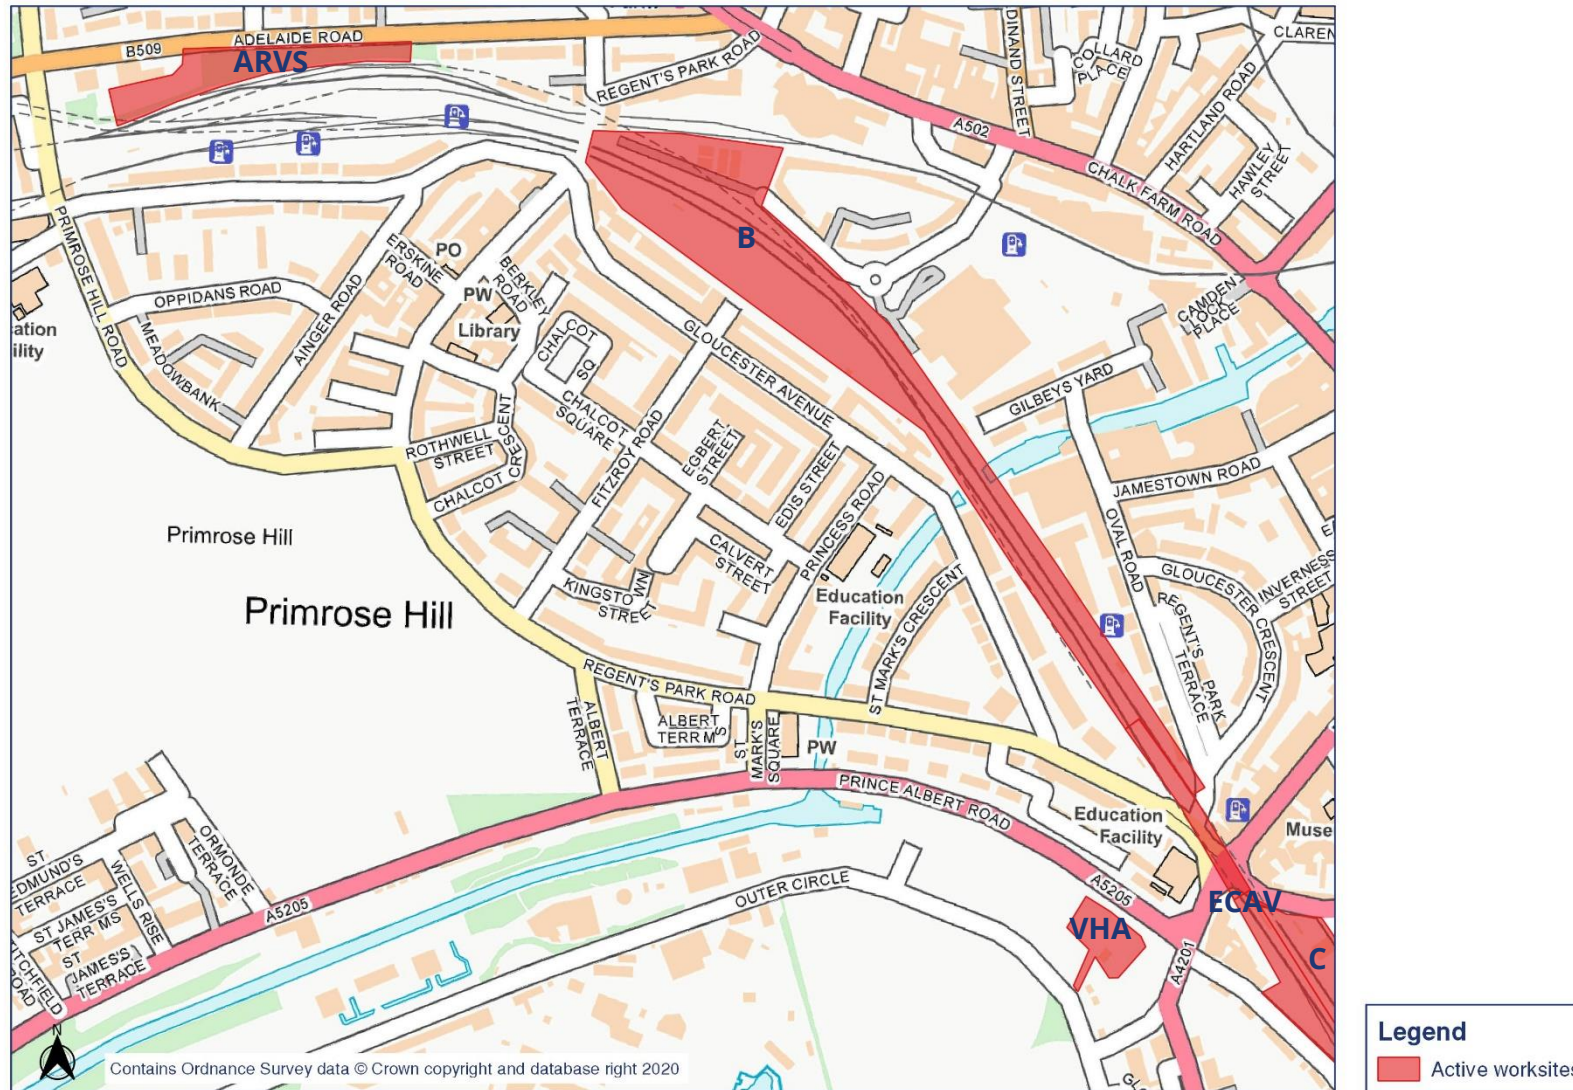 B509
ADELAIDE ROAD
ARVS
REGENT'S PARK ROAD
DINAND STREET
LLARD
CO
PLACE
CLAREN
HARTLAND ROAD
HAWLEY
STREET
A502
CHALK FARM ROAD
PRIMROSE HILL ROAD
B
PO
ERSKINE
ROAD
PW
BERKLEY
ROAD
Library
OPPIDANS ROAD
AINGER ROAD
MEADOWBANK
ation
ility
CHALCOT
SQ
CHALCOT
SQUARE
GLOUCESTER AVENUE
CAMDEN
LOCK
PLACE
GILBEYS YARD
ROTHWELL
STREET
CHALCOT CRESCENT
FITZROY ROAD
EGBERT
STREET
EDIS STREET
PRINCESS ROAD
JAMESTOWN ROAD
OVAL ROAD
Primrose Hill
Primrose Hill
CALVERT
STREET
KINGSTO
WN
STREET
Education
Facility
ST MARK'S CRESCENT
GLOUCESTER CRESCENT
INVERNESS
STREET
E
REGENT'S
PARK
TERRACE
REGENT'S PARK ROAD
ALBERT
TERRACE
ALBERT
TERR M
S
ST
MARK'S
SQUARE
PW
PRINCE ALBERT ROAD
Education
Facility
Muse
ST
EDMUND'S
TERRACE
ORMONDE
TERRACE
WELLS RISE
ST JAMES'S
TERR MS
ST
JAMES'S
TERRACE
TCHFIELD
ROAD
A5205
OUTER CIRCLE
A5205
VHA
ECAV
C
A4201
GLO
N
Contains Ordnance Survey data © Crown copyright and database right 2020
Legend
Active worksites